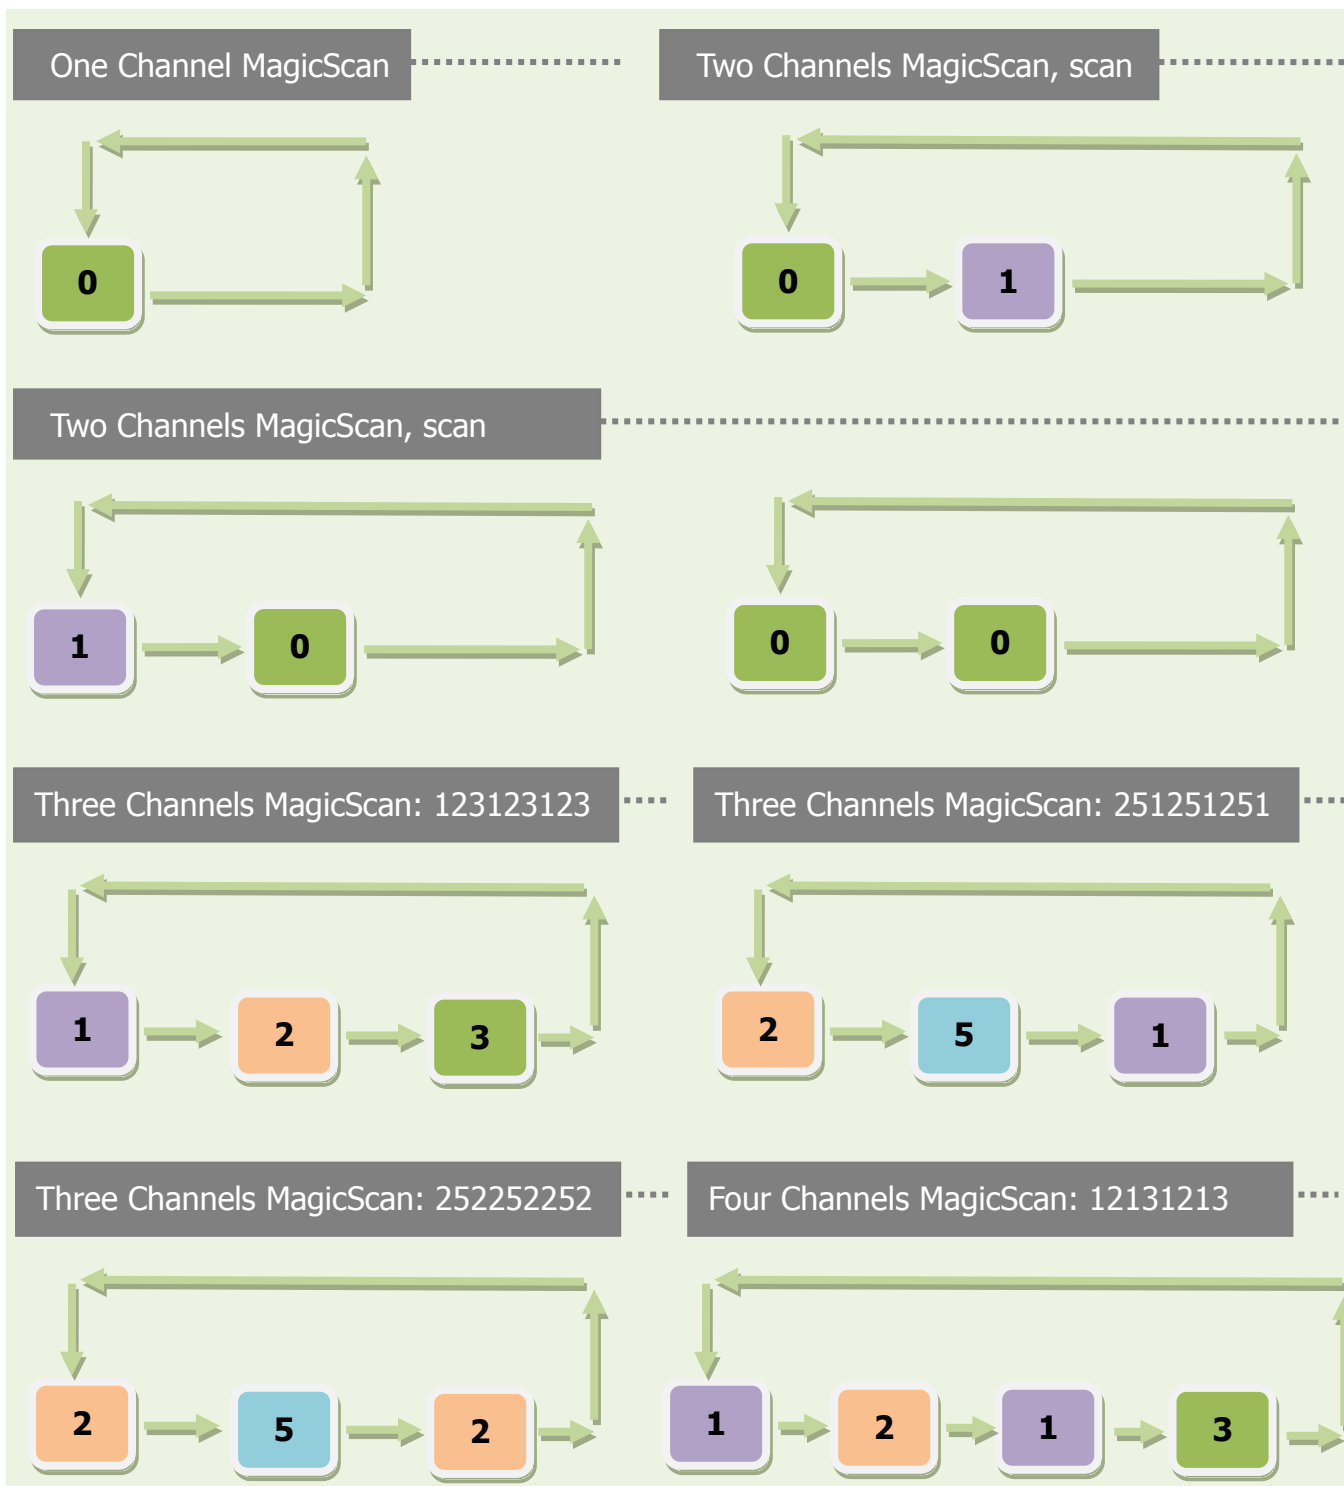 One Channel MagicScan
Two Channels MagicScan, scan
0
0 1
Two Channels MagicScan, scan
1 0
0 0
Three Channels MagicScan: 123123123
Three Channels MagicScan: 251251251
1 2 3
2 5 1
Three Channels MagicScan: 252252252
Four Channels MagicScan: 12131213
2 5 2
1 2 1 3